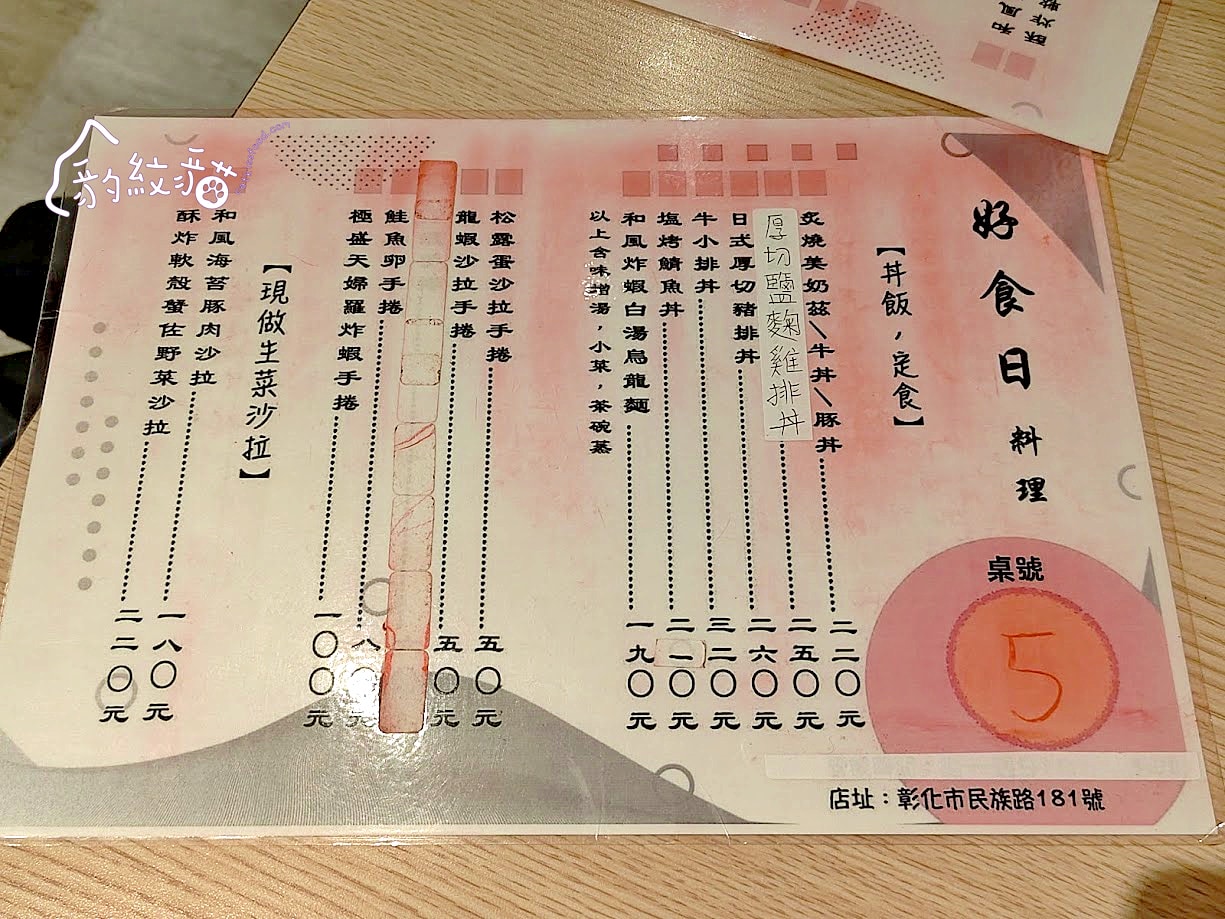 好食日料理
桌號
5
店址：彰化市民族路181號
【丼飯，定食】
炙燒美奶茲\牛丼\豚丼 二二〇元
厚切鹽麴雞排丼 二五〇元
日式厚切豬排丼 二六〇元
牛小排丼 三二〇元
塩烤鯖魚丼 二一〇元
和風炸蝦白湯烏龍麵 一九〇元
以上含味增湯，小菜，茶碗蒸
松露蛋沙拉手捲 五〇元
龍蝦沙拉手捲 五〇元
鮭魚卵手捲 八〇元
極盛天婦羅炸蝦手捲 一〇〇元
【現做生菜沙拉】
和風海苔豚肉沙拉 一八〇元
酥炸軟殼蟹佐野菜沙拉 二二〇元
豹紋貓
和風
酥炸軟